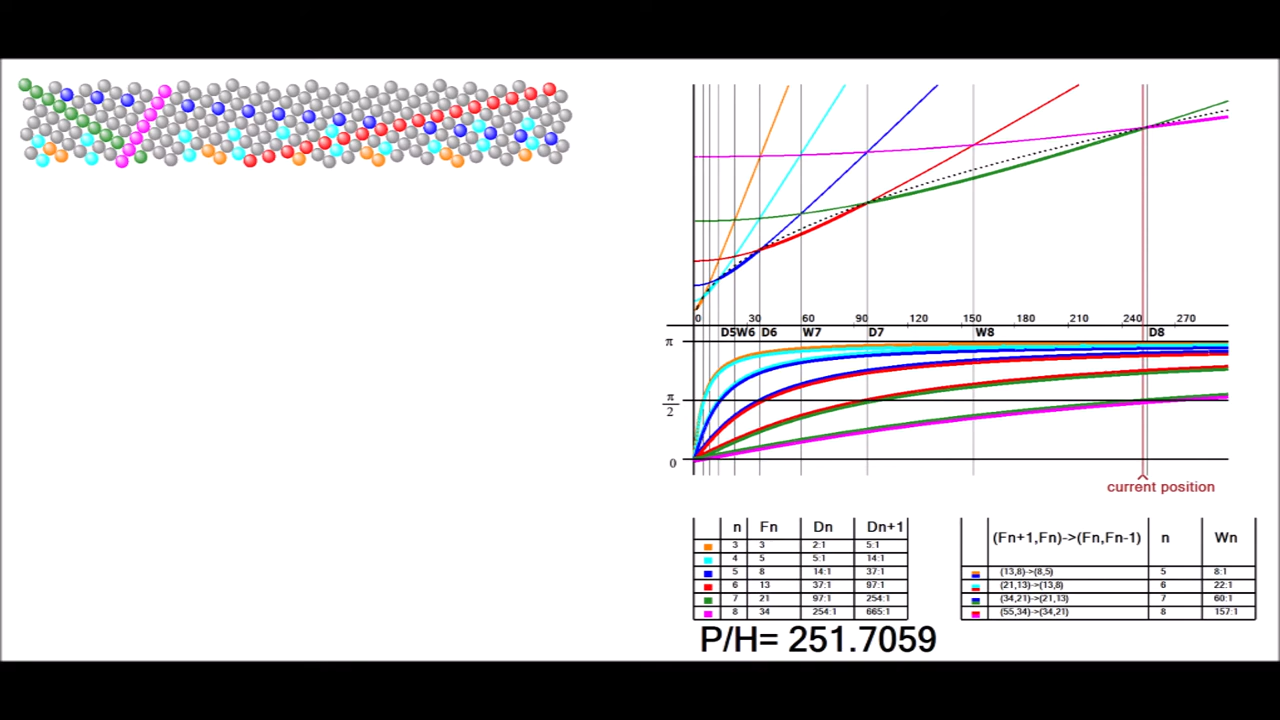 0 30 60 90 120 150 180 210 240 270
D5W6 D6 W7 D7 W8 D8
π
π
2
0
current position
n Fn Dn Dn+1
3 3 2:1 5:1
4 5 5:1 14:1
5 8 14:1 37:1
6 13 37:1 97:1
7 21 97:1 254:1
8 34 254:1 665:1
(Fn+1,Fn)->(Fn,Fn-1) n Wn
(13,8)->(8,5) 5 8:1
(21,13)->(13,8) 6 22:1
(34,21)->(21,13) 7 60:1
(55,34)->(34,21) 8 157:1
P/H= 251.7059